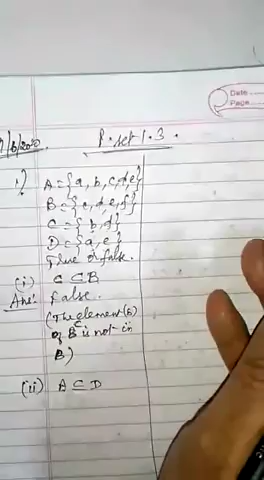 Date
Page
P. set 1.3.
1) A = {a, b, c, d, e}
B = {c, d, e, f}
C = {b, d}
D = {a, e}
True or false.
(i) C ⊆ B
Ans: False.
(The element (b)
of C is not in
B)
(ii) A ⊆ D